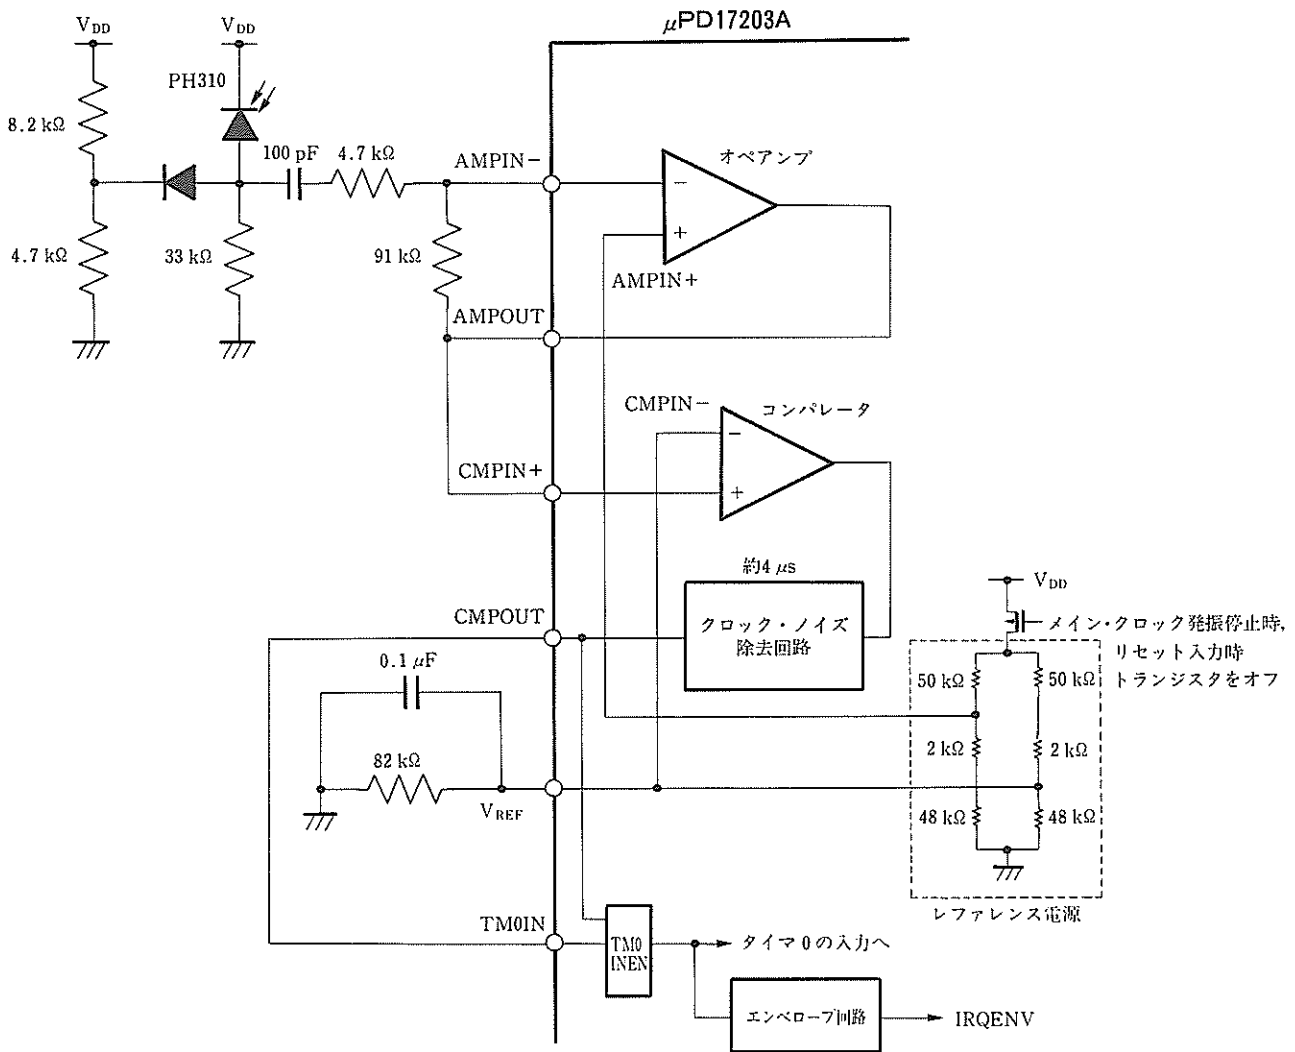 μPD17203A
VDD
VDD
PH310
8.2 kΩ
100 pF
4.7 kΩ
AMPIN−
オペアンプ
−
+
4.7 kΩ
33 kΩ
91 kΩ
AMPIN+
AMPOUT
CMPIN−
コンパレータ
−
CMPIN+
+
約4 μs
クロック・ノイズ
除去回路
CMPOUT
VDD
メイン・クロック発振停止時,
リセット入力時
トランジスタをオフ
0.1 μF
50 kΩ
50 kΩ
82 kΩ
2 kΩ
2 kΩ
VREF
48 kΩ
48 kΩ
レファレンス電源
TM0IN
TM0
INEN
タイマ 0 の入力へ
エンベロープ回路
IRQENV